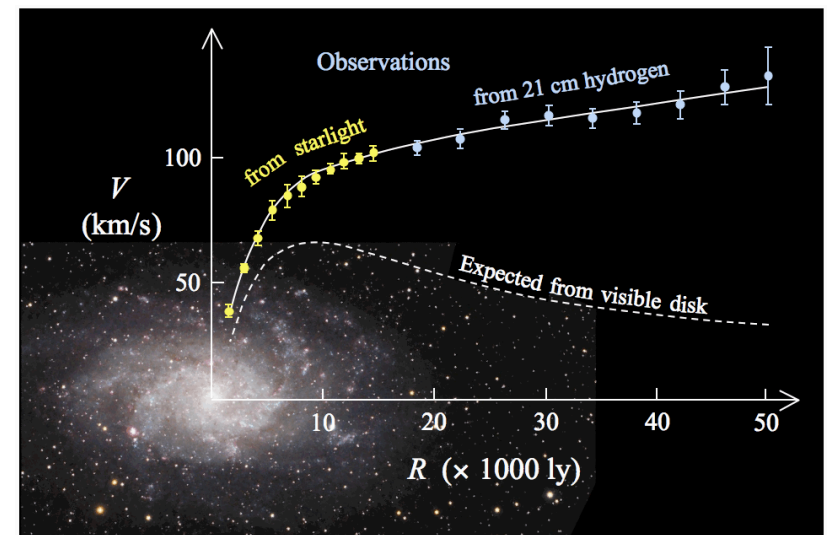 Observations
from 21 cm hydrogen
from starlight
100
V
(km/s)
50
Expected from visible disk
10 20 30 40 50
R (× 1000 ly)